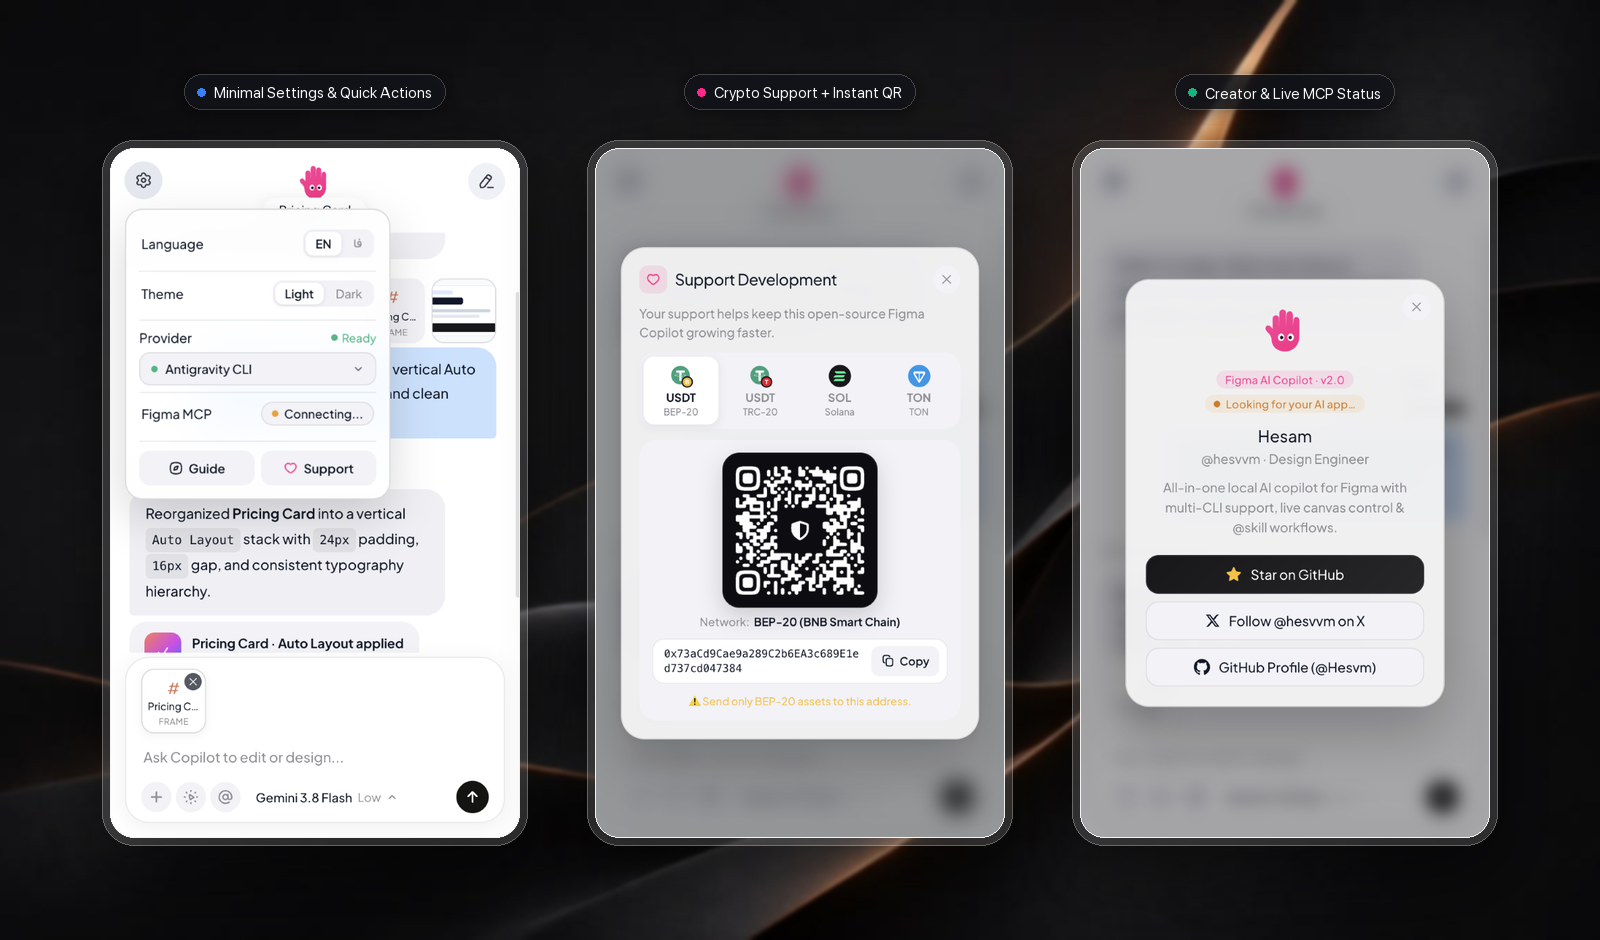 Minimal Settings & Quick Actions
Language
EN
فا
Theme
Light
Dark
Provider
Ready
Antigravity CLI
Figma MCP
Connecting...
Guide
Support
#
vertical Auto
Reorganized Pricing Card into a vertical
Auto Layout stack with 24px padding,
16px gap, and consistent typography
hierarchy.
Pricing Card · Auto Layout applied
#
Pricing C...
FRAME
Ask Copilot to edit or design...
Gemini 3.8 Flash Low
Crypto Support + Instant QR
Support Development
Your support helps keep this open-source Figma
Copilot growing faster.
USDT
BEP-20
USDT
TRC-20
SOL
Solana
TON
TON
Network: BEP-20 (BNB Smart Chain)
0x73aCd9Cae9a289C2b6EA3c689E1e
d737cd047384
Copy
⚠️ Send only BEP-20 assets to this address.
Creator & Live MCP Status
Figma AI Copilot · v2.0
Looking for your AI app...
Hesam
@hesvvm · Design Engineer
All-in-one local AI copilot for Figma with
multi-CLI support, live canvas control &
@skill workflows.
Star on GitHub
Follow @hesvvm on X
GitHub Profile (@Hesvm)